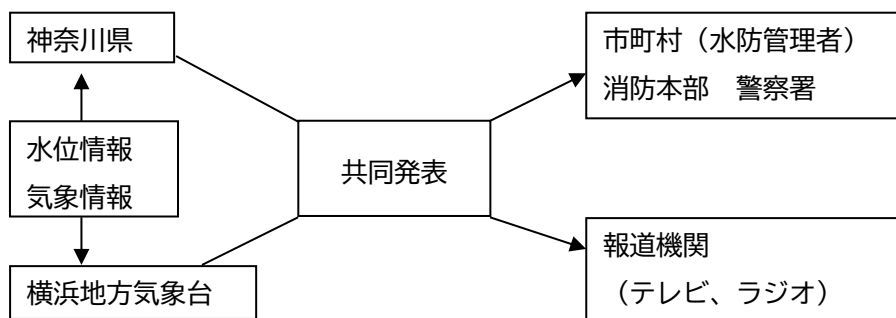 神奈川県
水位情報
気象情報
横浜地方気象台
共同発表
市町村（水防管理者）
消防本部　警察署
報道機関
（テレビ、ラジオ）